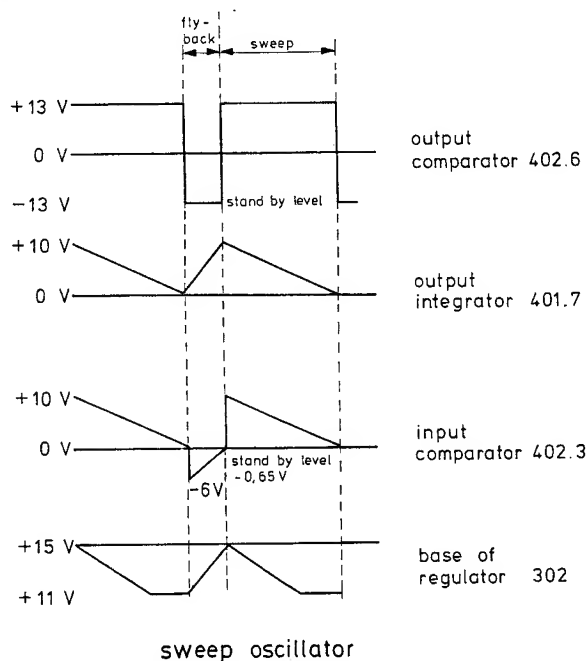 fly-
back
sweep
+13 V
0 V
-13 V
stand by level
output
comparator 402.6
+10 V
0 V
output
integrator 401.7
+10 V
0 V
-6V
stand by level
-0,65V
input
comparator 402.3
+15 V
+11 V
base of
regulator 302
sweep oscillator